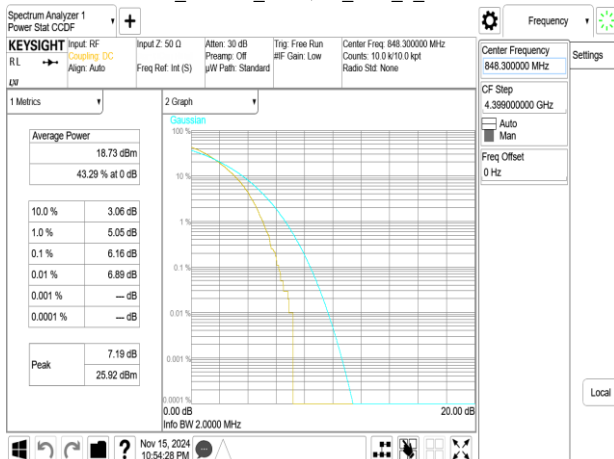 Spectrum Analyzer 1
Power Stat CCDF
Frequency
KEYSIGHT
RL
Input: RF
Coupling: DC
Align: Auto
Input Z: 50 Ω
Freq Ref: Int (S)
Atten: 30 dB
Preamp: Off
µW Path: Standard
Trig: Free Run
#IF Gain: Low
Center Freq: 848.300000 MHz
Counts: 10.0 k/10.0 kpt
Radio Std: None
Center Frequency
848.300000 MHz
Settings
CF Step
4.399000000 GHz
Auto
Man
Freq Offset
0 Hz
1 Metrics
Average Power
18.73 dBm
43.29 % at 0 dB
10.0 % 3.06 dB
1.0 % 5.05 dB
0.1 % 6.16 dB
0.01 % 6.89 dB
0.001 % — dB
0.0001 % — dB
Peak
7.19 dB
25.92 dBm
2 Graph
Gaussian
100 %
10 %
1 %
0.1 %
0.01 %
0.001 %
0.0001 %
0.00 dB
20.00 dB
Info BW 2.0000 MHz
Local
?
Nov 15, 2024
10:54:28 PM